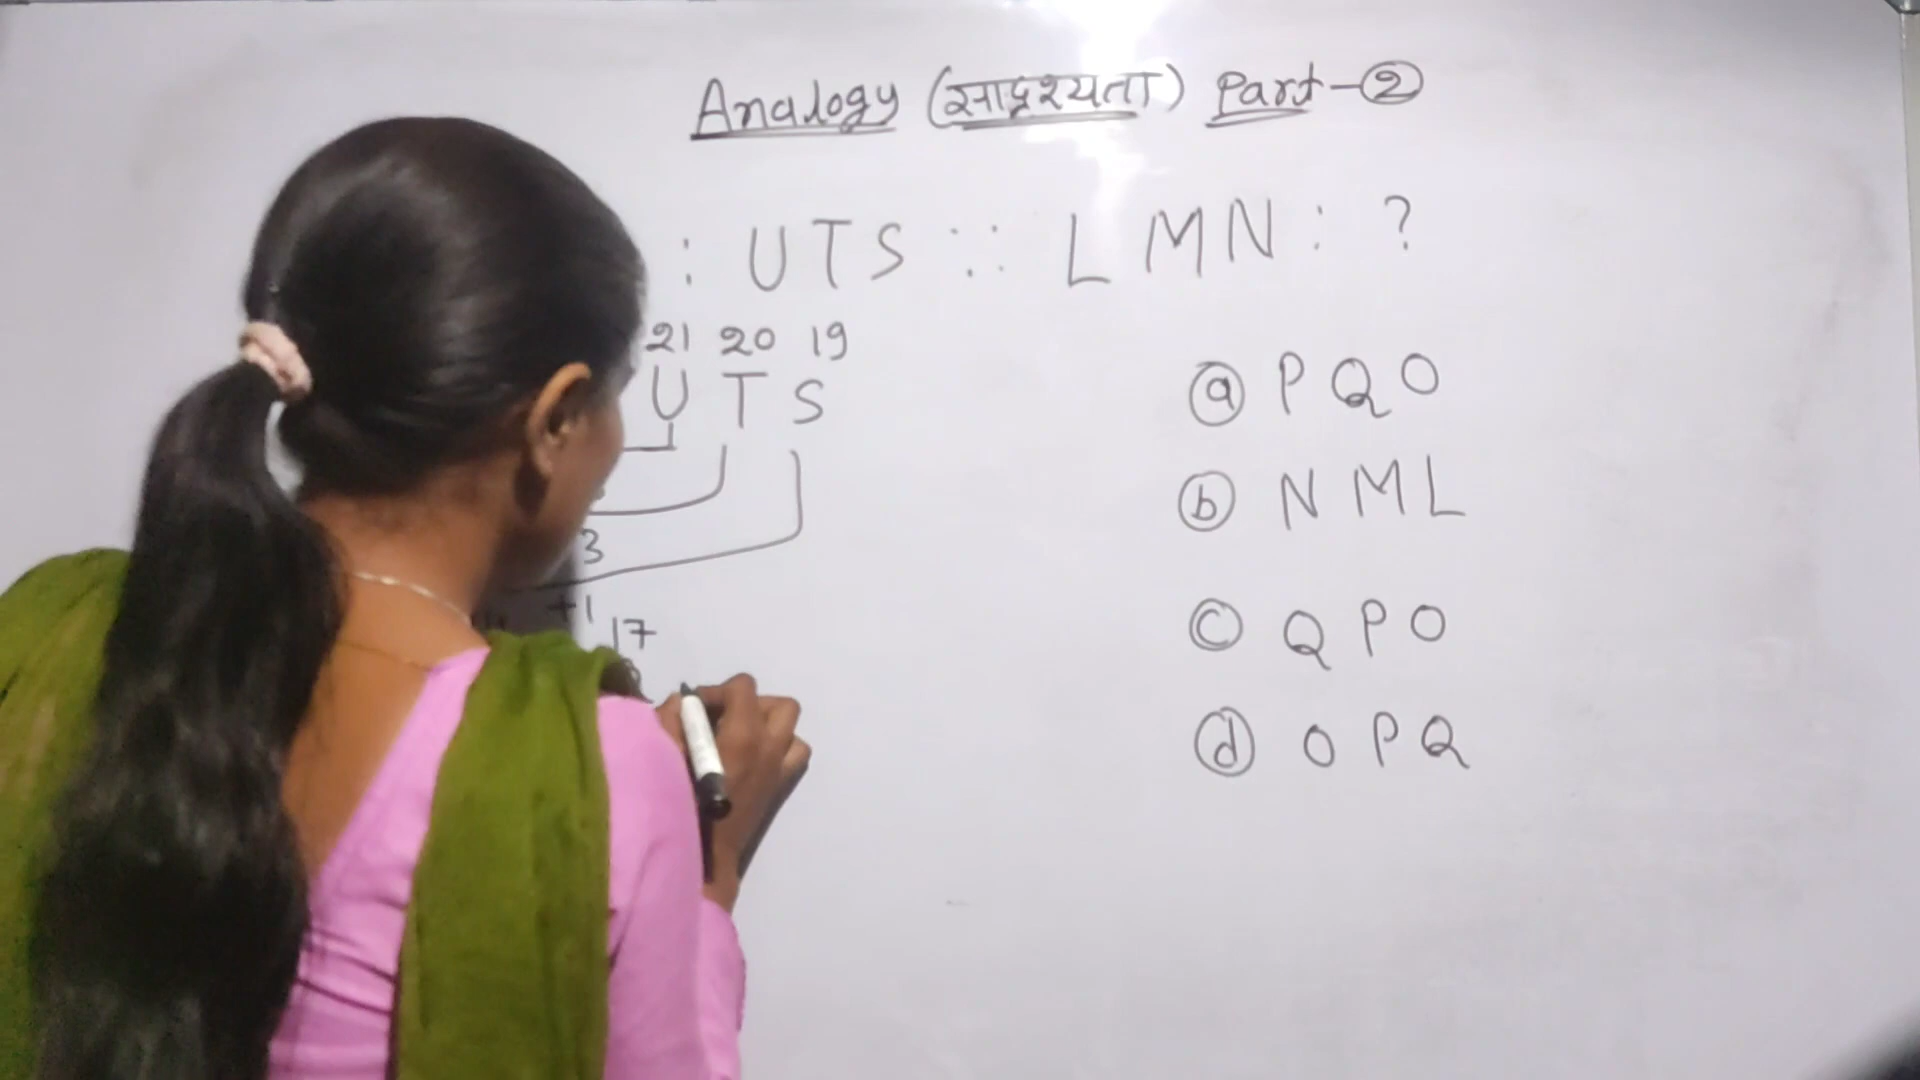 Analogy (सादृश्यता) Part-②
: UTS :: LMN : ?
21 20 19
U T S
3
+1
17
ⓐ PQO
ⓑ NML
ⓒ QPO
ⓓ OPQ